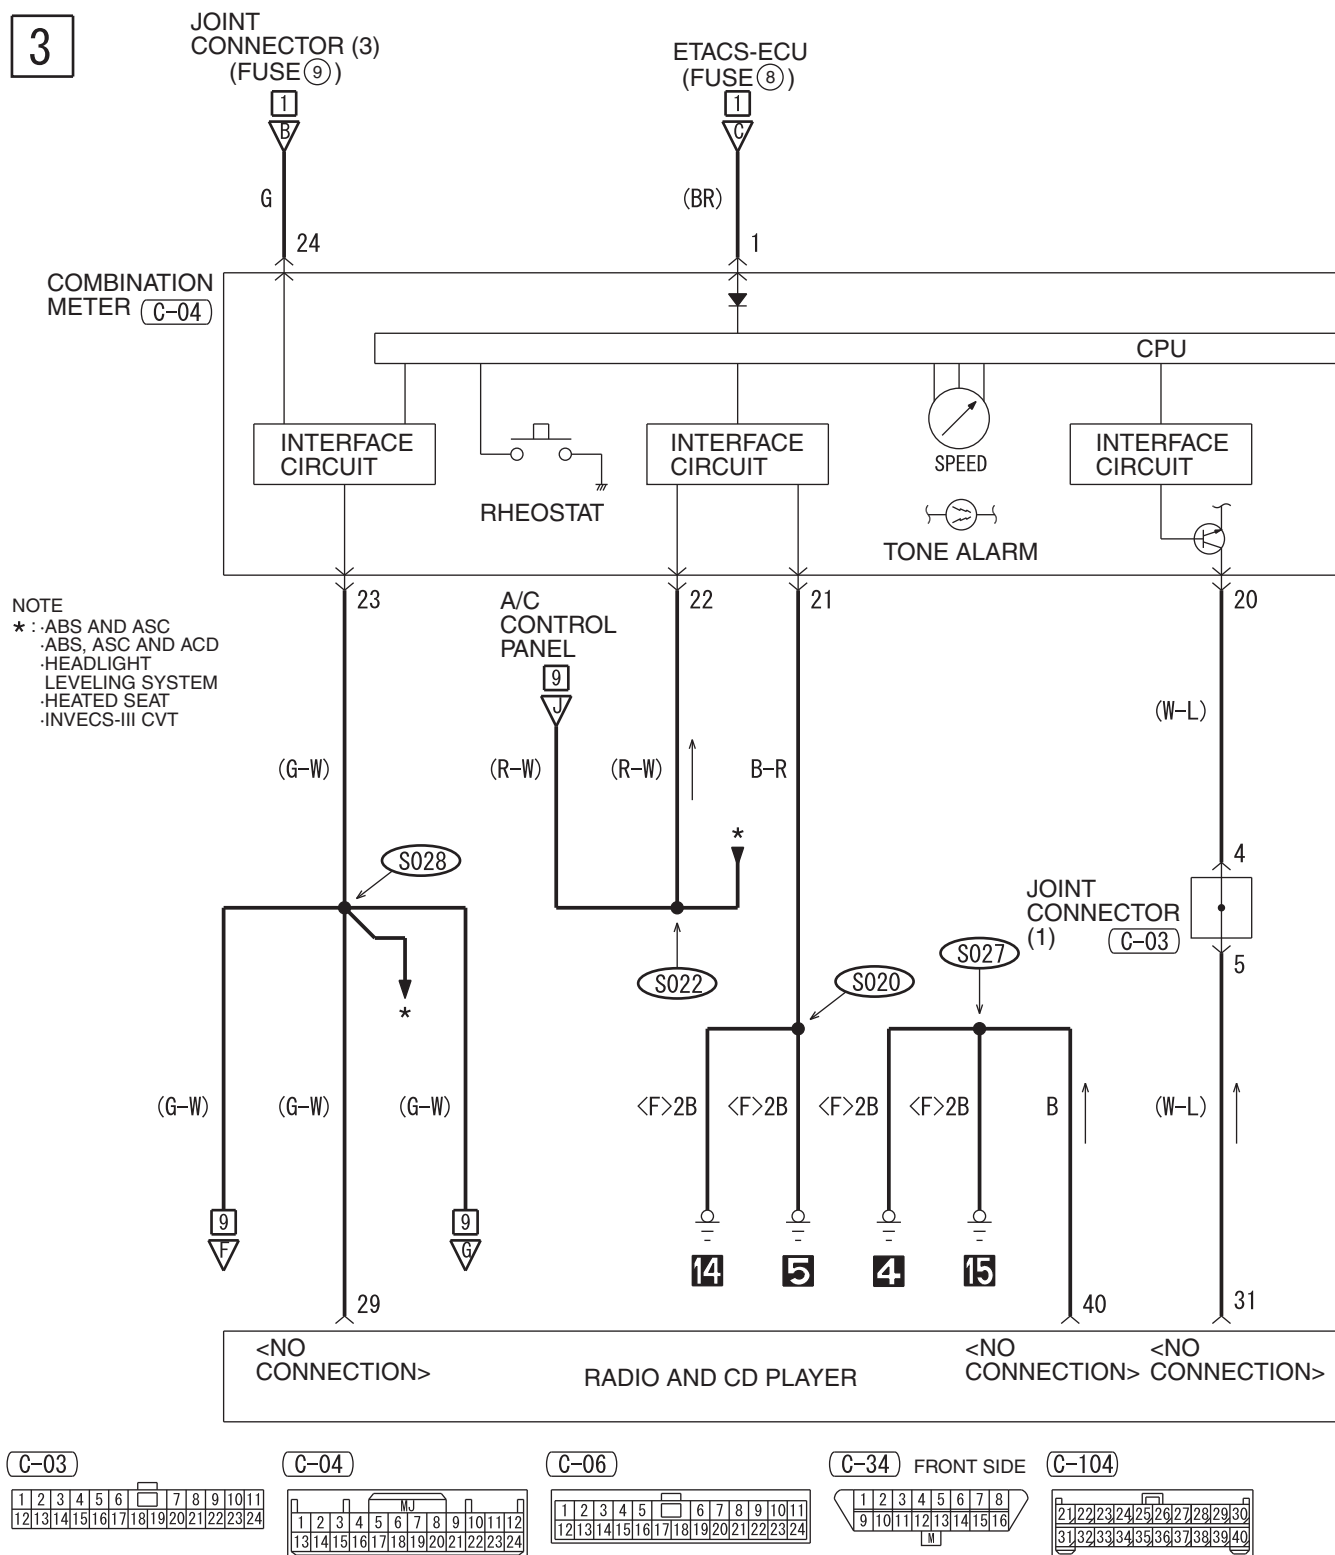 3
JOINT
CONNECTOR (3)
(FUSE⑨)
1
B
ETACS-ECU
(FUSE⑧)
1
C
G
(BR)
24
1
COMBINATION
METER C-04
CPU
INTERFACE
CIRCUIT
RHEOSTAT
INTERFACE
CIRCUIT
SPEED
TONE ALARM
INTERFACE
CIRCUIT
23
22
21
20
NOTE
* : ·ABS AND ASC
·ABS, ASC AND ACD
·HEADLIGHT
LEVELING SYSTEM
·HEATED SEAT
·INVECS-III CVT
A/C
CONTROL
PANEL
9
J
(W-L)
(G-W)
(R-W)
(R-W)
B-R
*
S028
4
JOINT
CONNECTOR
(1)
C-03
5
*
S022
S020
S027
(G-W)
(G-W)
(G-W)
<F>2B
<F>2B
<F>2B
<F>2B
B
(W-L)
9
F
9
G
14
5
4
15
29
40
31
<NO
CONNECTION>
RADIO AND CD PLAYER
<NO
CONNECTION>
<NO
CONNECTION>
C-03
1 2 3 4 5 6 7 8 9 10 11
12 13 14 15 16 17 18 19 20 21 22 23 24
C-04
MJ
1 2 3 4 5 6 7 8 9 10 11 12
13 14 15 16 17 18 19 20 21 22 23 24
C-06
1 2 3 4 5 6 7 8 9 10 11
12 13 14 15 16 17 18 19 20 21 22 23 24
C-34 FRONT SIDE
1 2 3 4 5 6 7 8
9 10 11 12 13 14 15 16
M
C-104
21 22 23 24 25 26 27 28 29 30
31 32 33 34 35 36 37 38 39 40